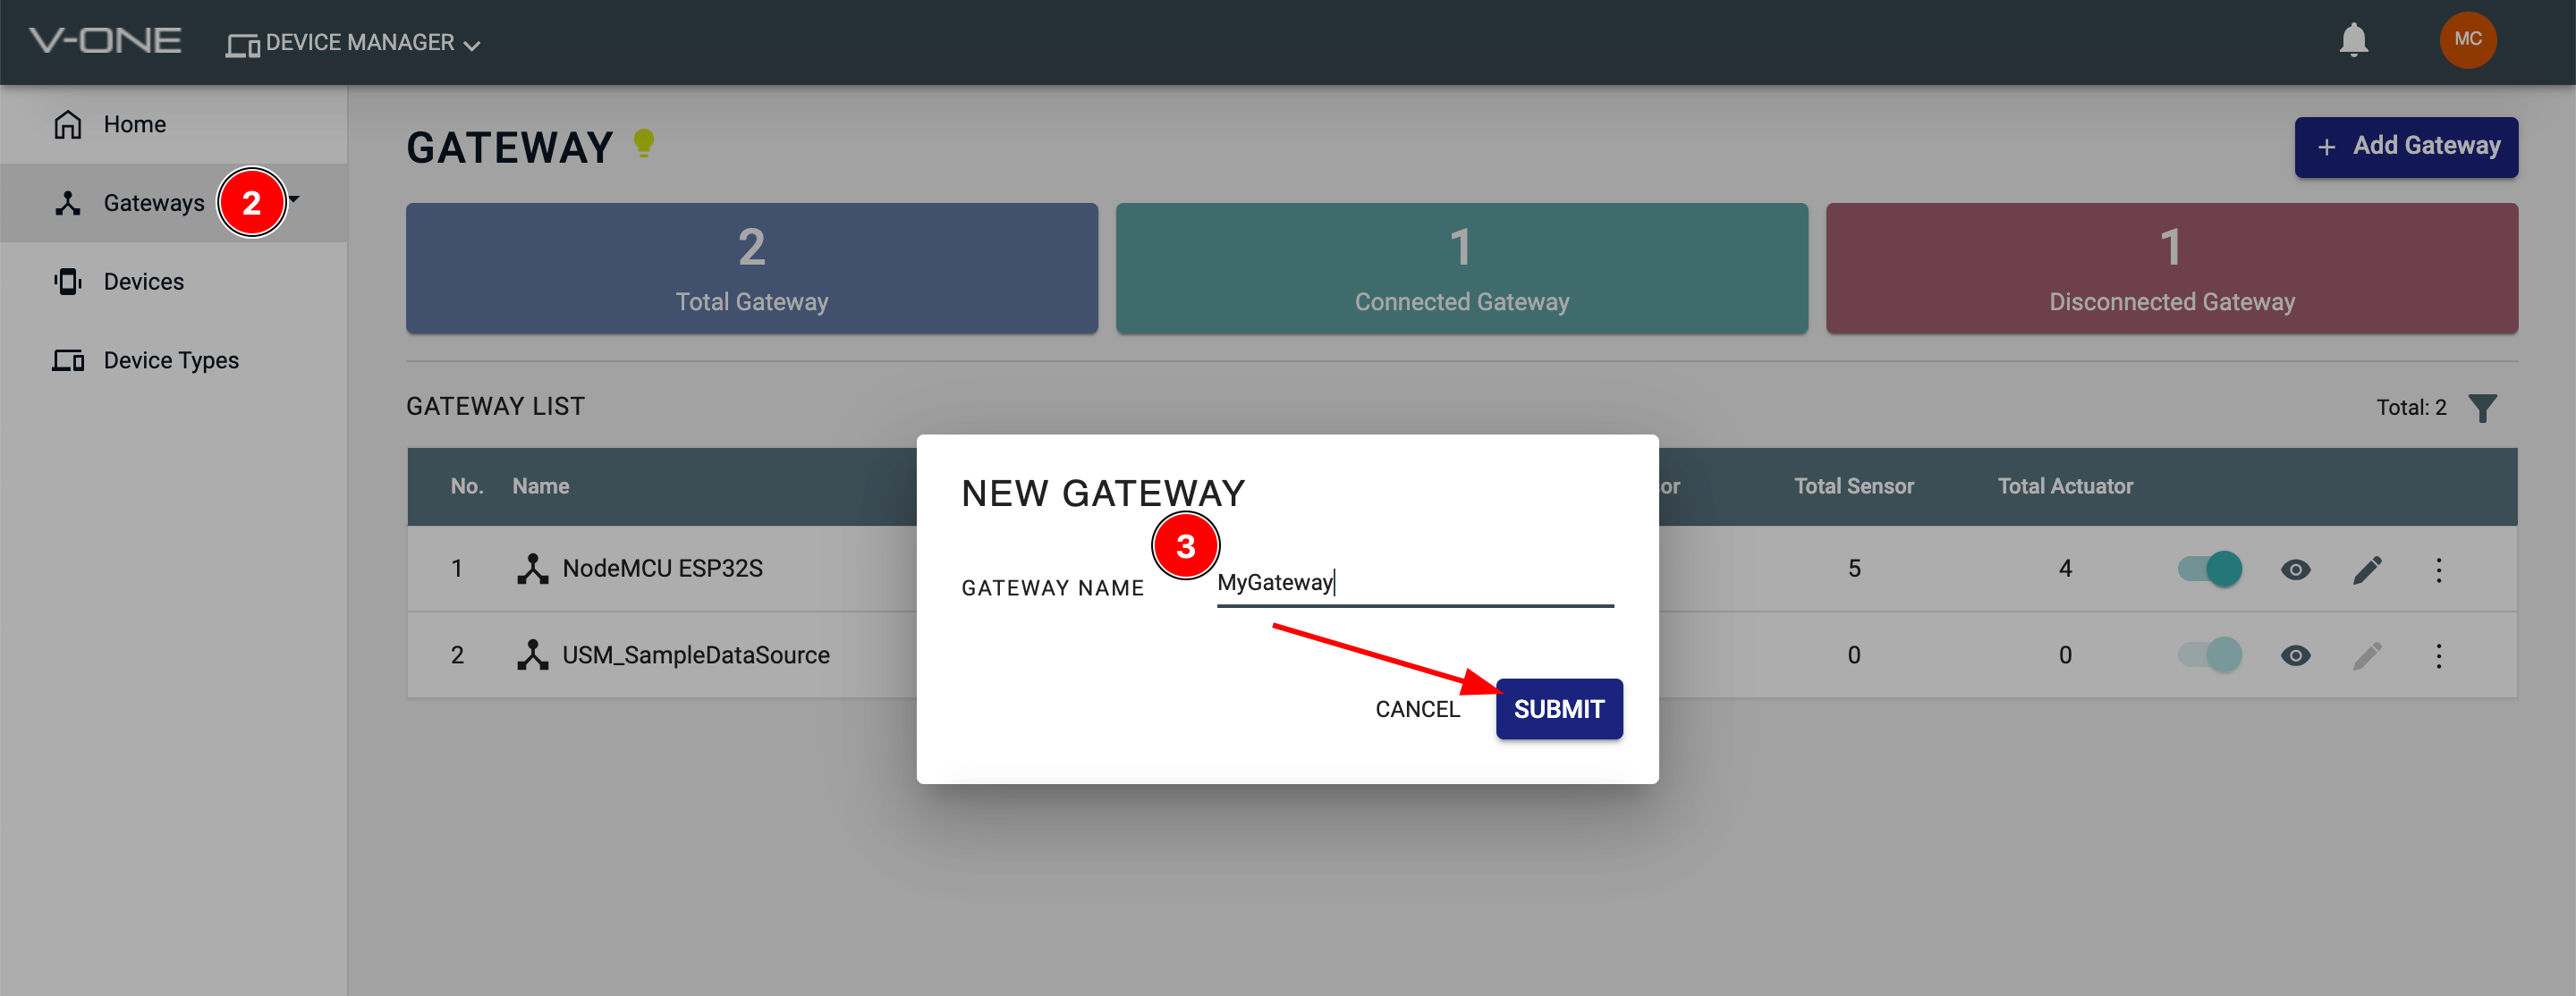 V-ONE
DEVICE MANAGER
MC
Home
Gateways
2
Devices
Device Types
GATEWAY
+ Add Gateway
2
Total Gateway
1
Connected Gateway
1
Disconnected Gateway
GATEWAY LIST
Total: 2
No. Name or Total Sensor Total Actuator
1 NodeMCU ESP32S 5 4
2 USM_SampleDataSource 0 0
NEW GATEWAY
3
GATEWAY NAME MyGateway
CANCEL SUBMIT